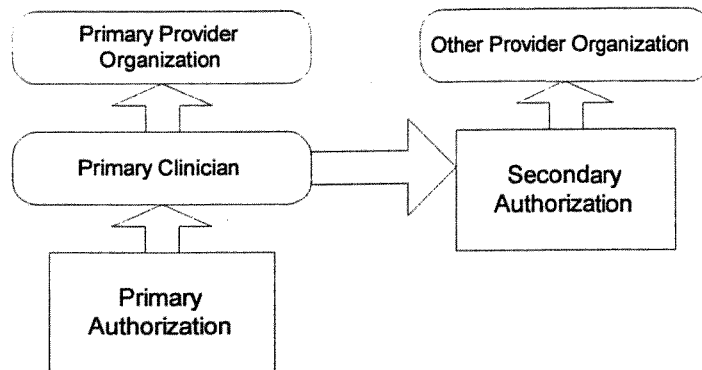 Primary Provider
Organization
Other Provider Organization
Primary Clinician
Secondary
Authorization
Primary
Authorization